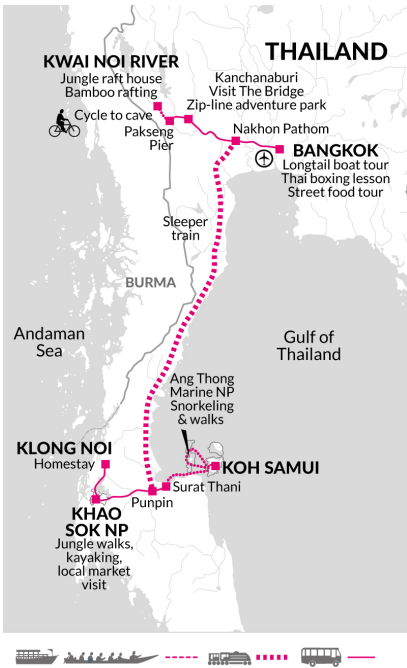 THAILAND
KWAI NOI RIVER
Jungle raft house
Bamboo rafting
Kanchanaburi
Visit The Bridge
Zip-line adventure park
Cycle to cave
Pakseng
Pier
Nakhon Pathom
BANGKOK
Longtail boat tour
Thai boxing lesson
Street food tour
Sleeper
train
BURMA
Andaman
Sea
Gulf of
Thailand
Ang Thong
Marine NP
Snorkeling
& walks
KLONG NOI
Homestay
KOH SAMUI
Surat Thani
Punpin
KHAO
SOK NP
Jungle walks,
kayaking,
local market
visit